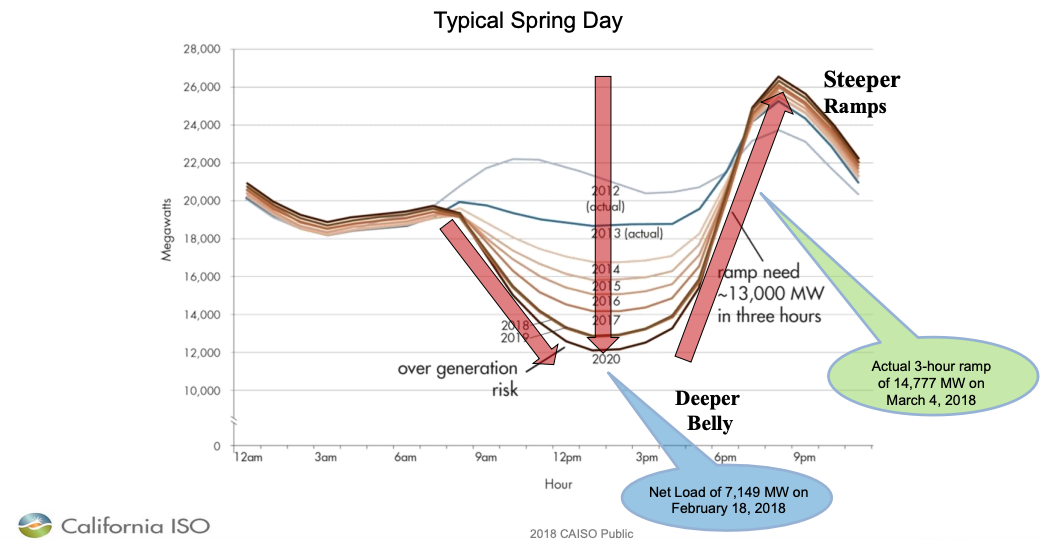 Typical Spring Day
28,000
26,000
24,000
22,000
20,000
18,000
16,000
14,000
12,000
10,000
0
Megawatts
12am
3am
6am
9am
12pm
3pm
6pm
9pm
Hour
2012
(actual)
2013 (actual)
2014
2015
2016
2017
2018
2019
2020
Steeper
Ramps
ramp need
~13,000 MW
in three hours
over generation
risk
Deeper
Belly
Actual 3-hour ramp
of 14,777 MW on
March 4, 2018
Net Load of 7,149 MW on
February 18, 2018
California ISO
2018 CAISO Public